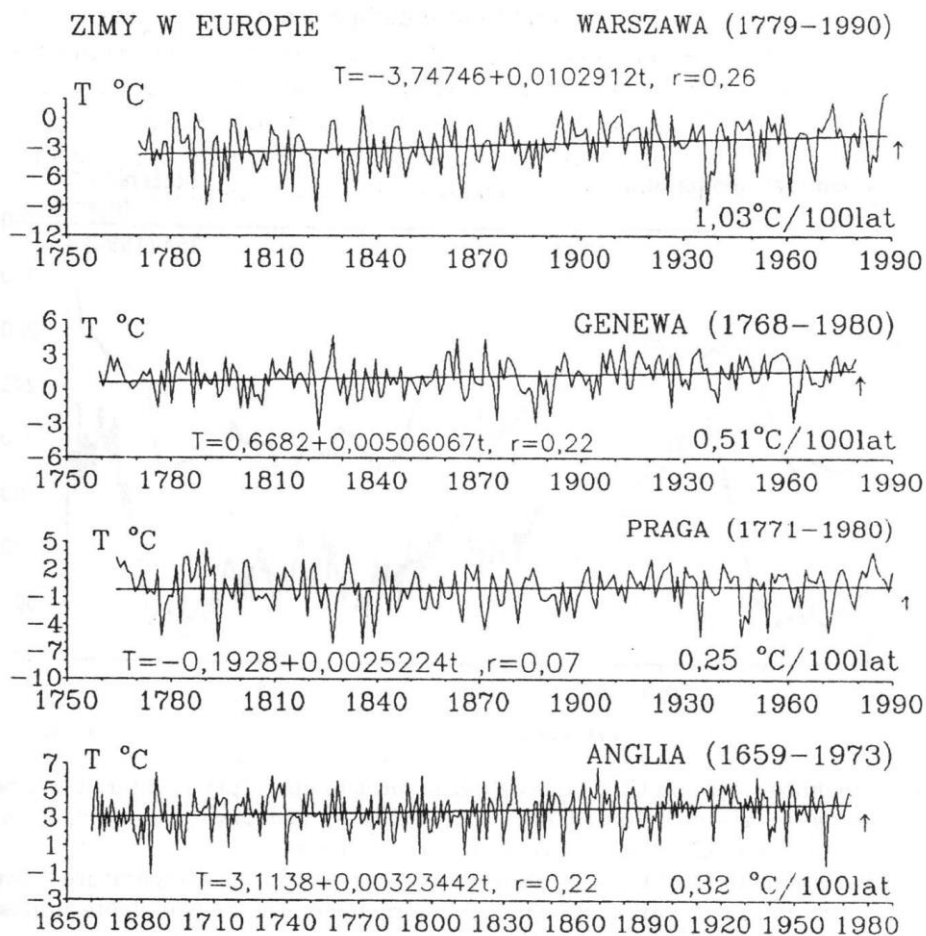 ZIMY W EUROPIE WARSZAWA (1779-1990)
T=-3,74746+0,0102912t, r=0,26
T °C
0
-3
-6
-9
-12
1,03°C/100lat
1750 1780 1810 1840 1870 1900 1930 1960 1990
6
T °C GENEWA (1768-1980)
3
0
-3
T=0,6682+0,00506067t, r=0,22 0,51°C/100lat
-6
1750 1780 1810 1840 1870 1900 1930 1960 1990
5
T °C PRAGA (1771-1980)
2
-1
-4
-7
T=-0,1928+0,0025224t ,r=0,07 0,25 °C/100lat
-10
1750 1780 1810 1840 1870 1900 1930 1960 1990
7
T °C ANGLIA (1659-1973)
5
3
1
-1
T=3,1138+0,00323442t, r=0,22 0,32 °C/100lat
-3
1650 1680 1710 1740 1770 1800 1830 1860 1890 1920 1950 1980